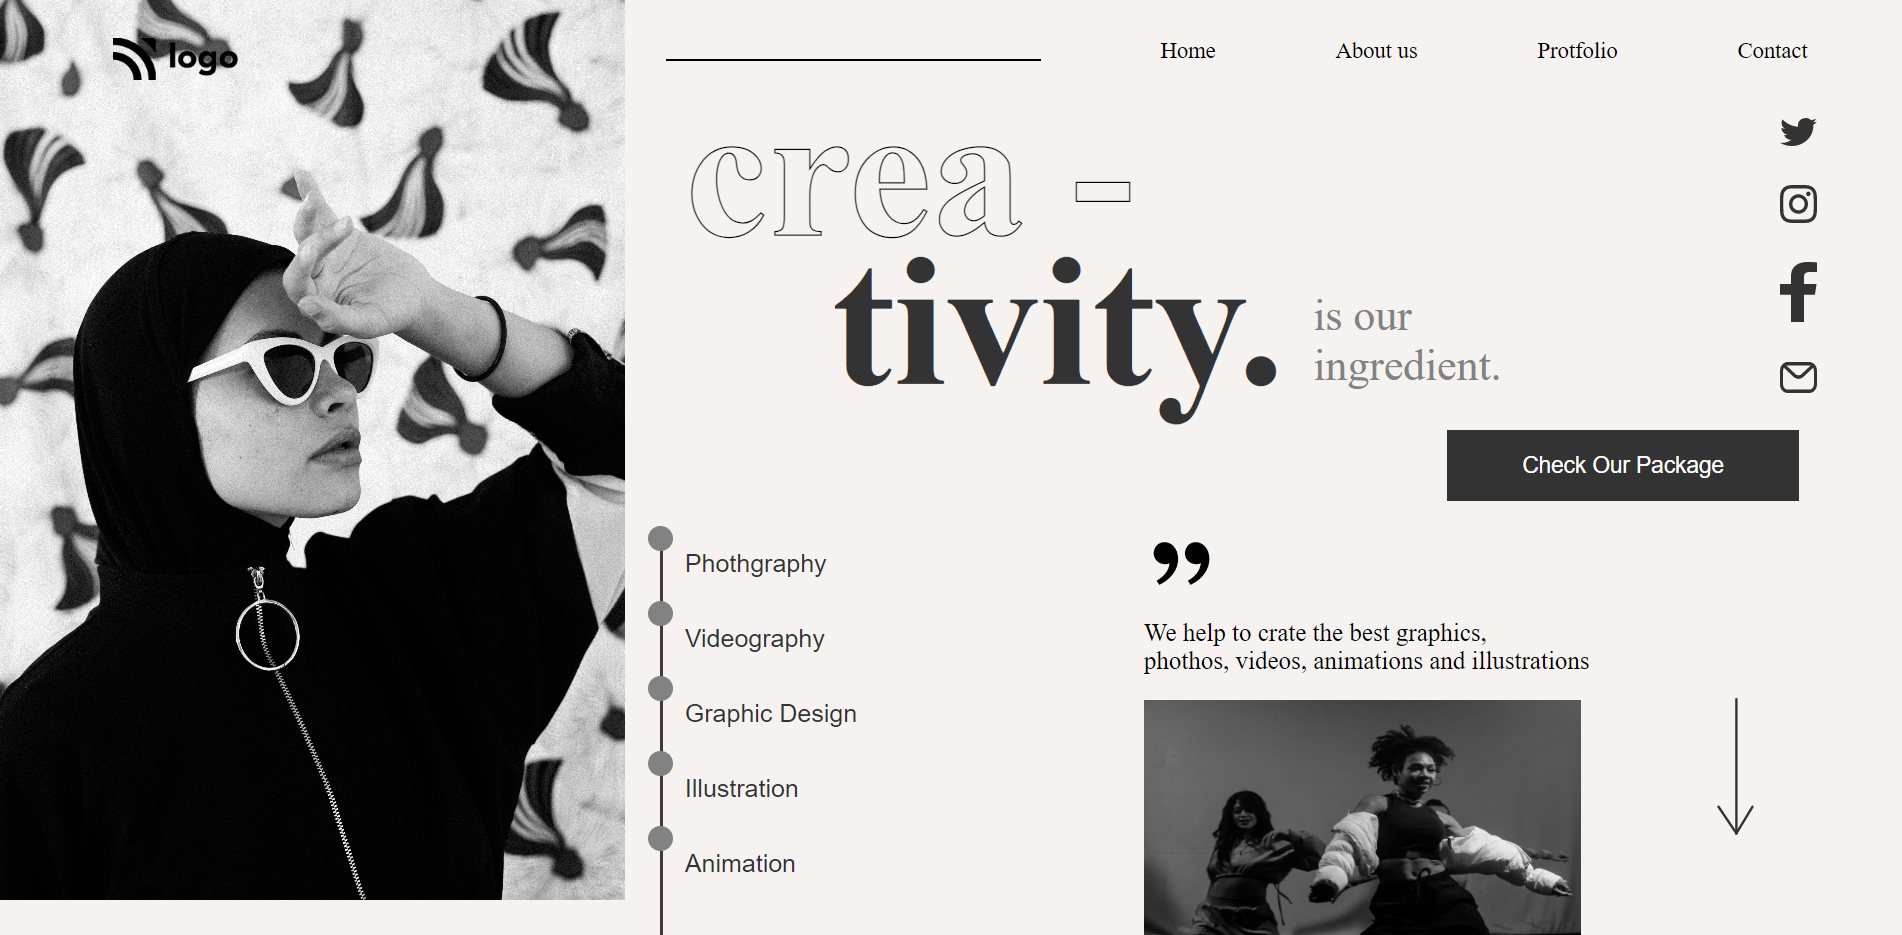 logo
Home
About us
Protfolio
Contact
crea -
tivity.
is our
ingredient.
Check Our Package
Phothgraphy
Videography
Graphic Design
Illustration
Animation
”
We help to crate the best graphics,
phothos, videos, animations and illustrations